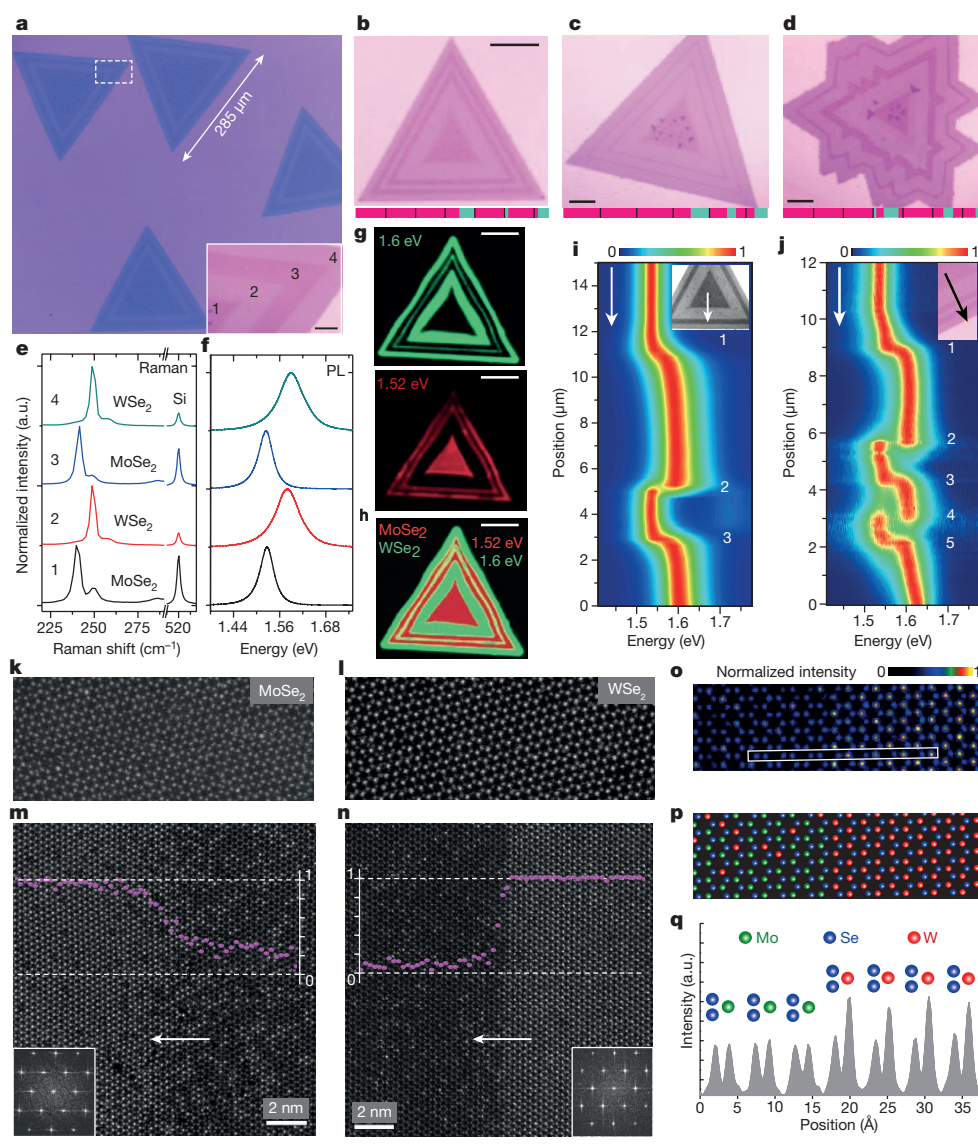 a
285 μm
1
2
3
4
b
c
d
e
Raman
4
WSe₂
Si
3
MoSe₂
2
WSe₂
1
MoSe₂
Normalized intensity (a.u.)
225 250 275 520
Raman shift (cm⁻¹)
f
PL
1.44 1.56 1.68
Energy (eV)
g
1.6 eV
1.52 eV
h
MoSe₂
WSe₂
1.52 eV
1.6 eV
i
0 1
1
2
3
Position (μm)
14
12
10
8
6
4
2
0
1.5 1.6 1.7
Energy (eV)
j
0 1
1
2
3
4
5
Position (μm)
12
10
8
6
4
2
0
1.5 1.6 1.7
Energy (eV)
k
MoSe₂
l
WSe₂
m
1
0
2 nm
n
1
0
2 nm
o
Normalized intensity 0 1
p
q
Mo Se W
Intensity (a.u.)
0 5 10 15 20 25 30 35
Position (Å)